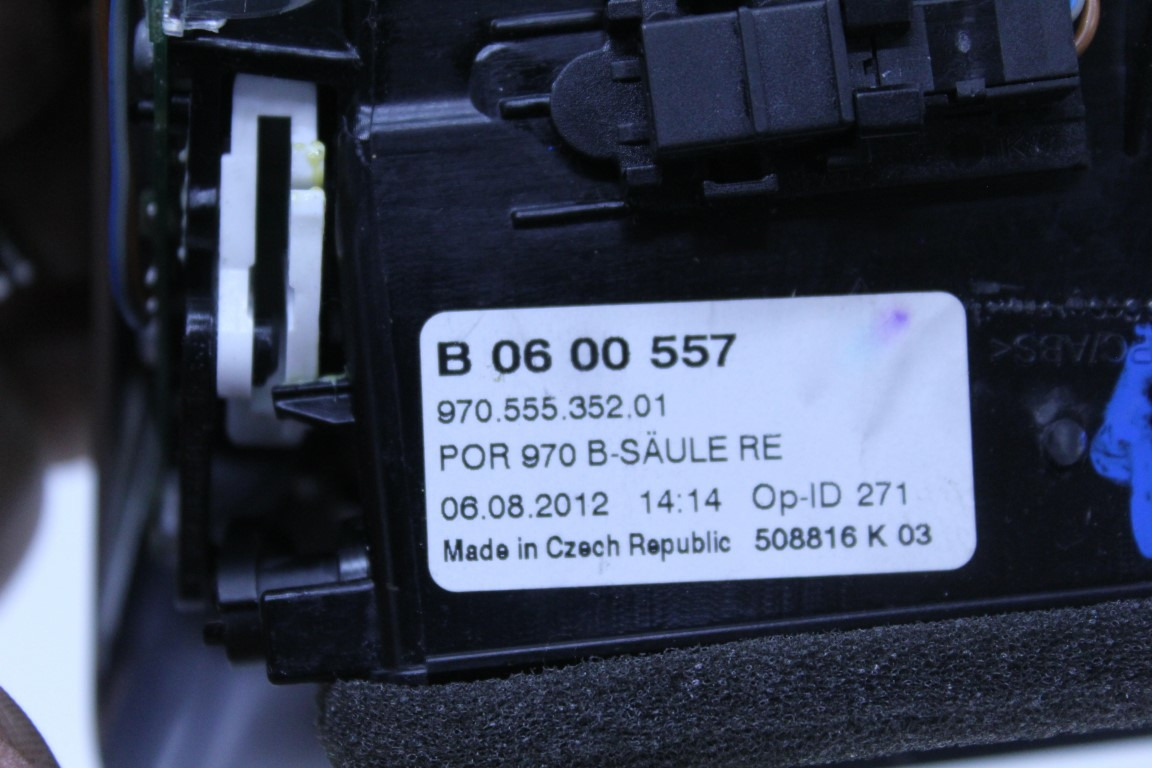 B 06 00 557
970.555.352.01
POR 970 B-SÄULE RE
06.08.2012 14:14 Op-ID 271
Made in Czech Republic 508816 K 03